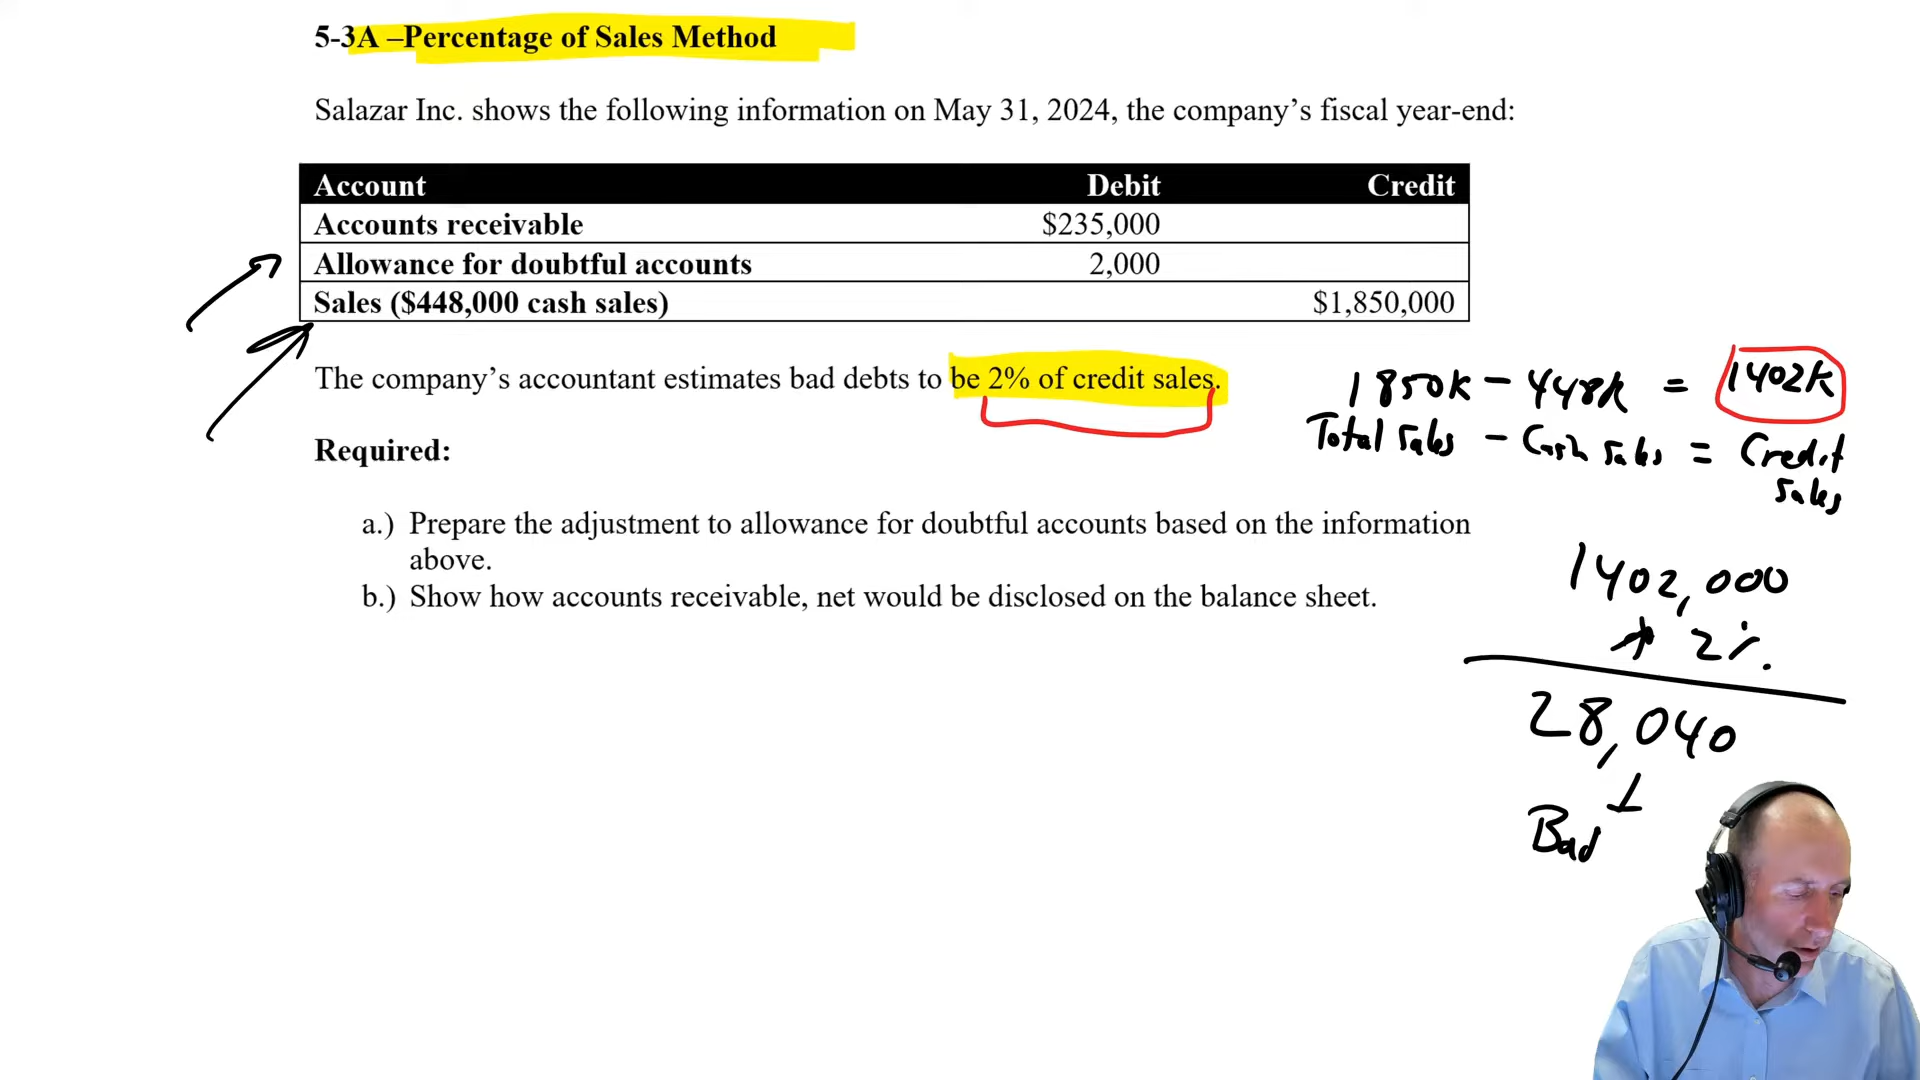 5-3A –Percentage of Sales Method
Salazar Inc. shows the following information on May 31, 2024, the company’s fiscal year-end:
Account Debit Credit
Accounts receivable $235,000
Allowance for doubtful accounts 2,000
Sales ($448,000 cash sales) $1,850,000
The company’s accountant estimates bad debts to be 2% of credit sales.
1850k - 448k = 1402k
Total Sales - Cash Sales = Credit Sales
Required:
a.) Prepare the adjustment to allowance for doubtful accounts based on the information
above.
b.) Show how accounts receivable, net would be disclosed on the balance sheet.
1402,000
* 2%
28,040
Bad